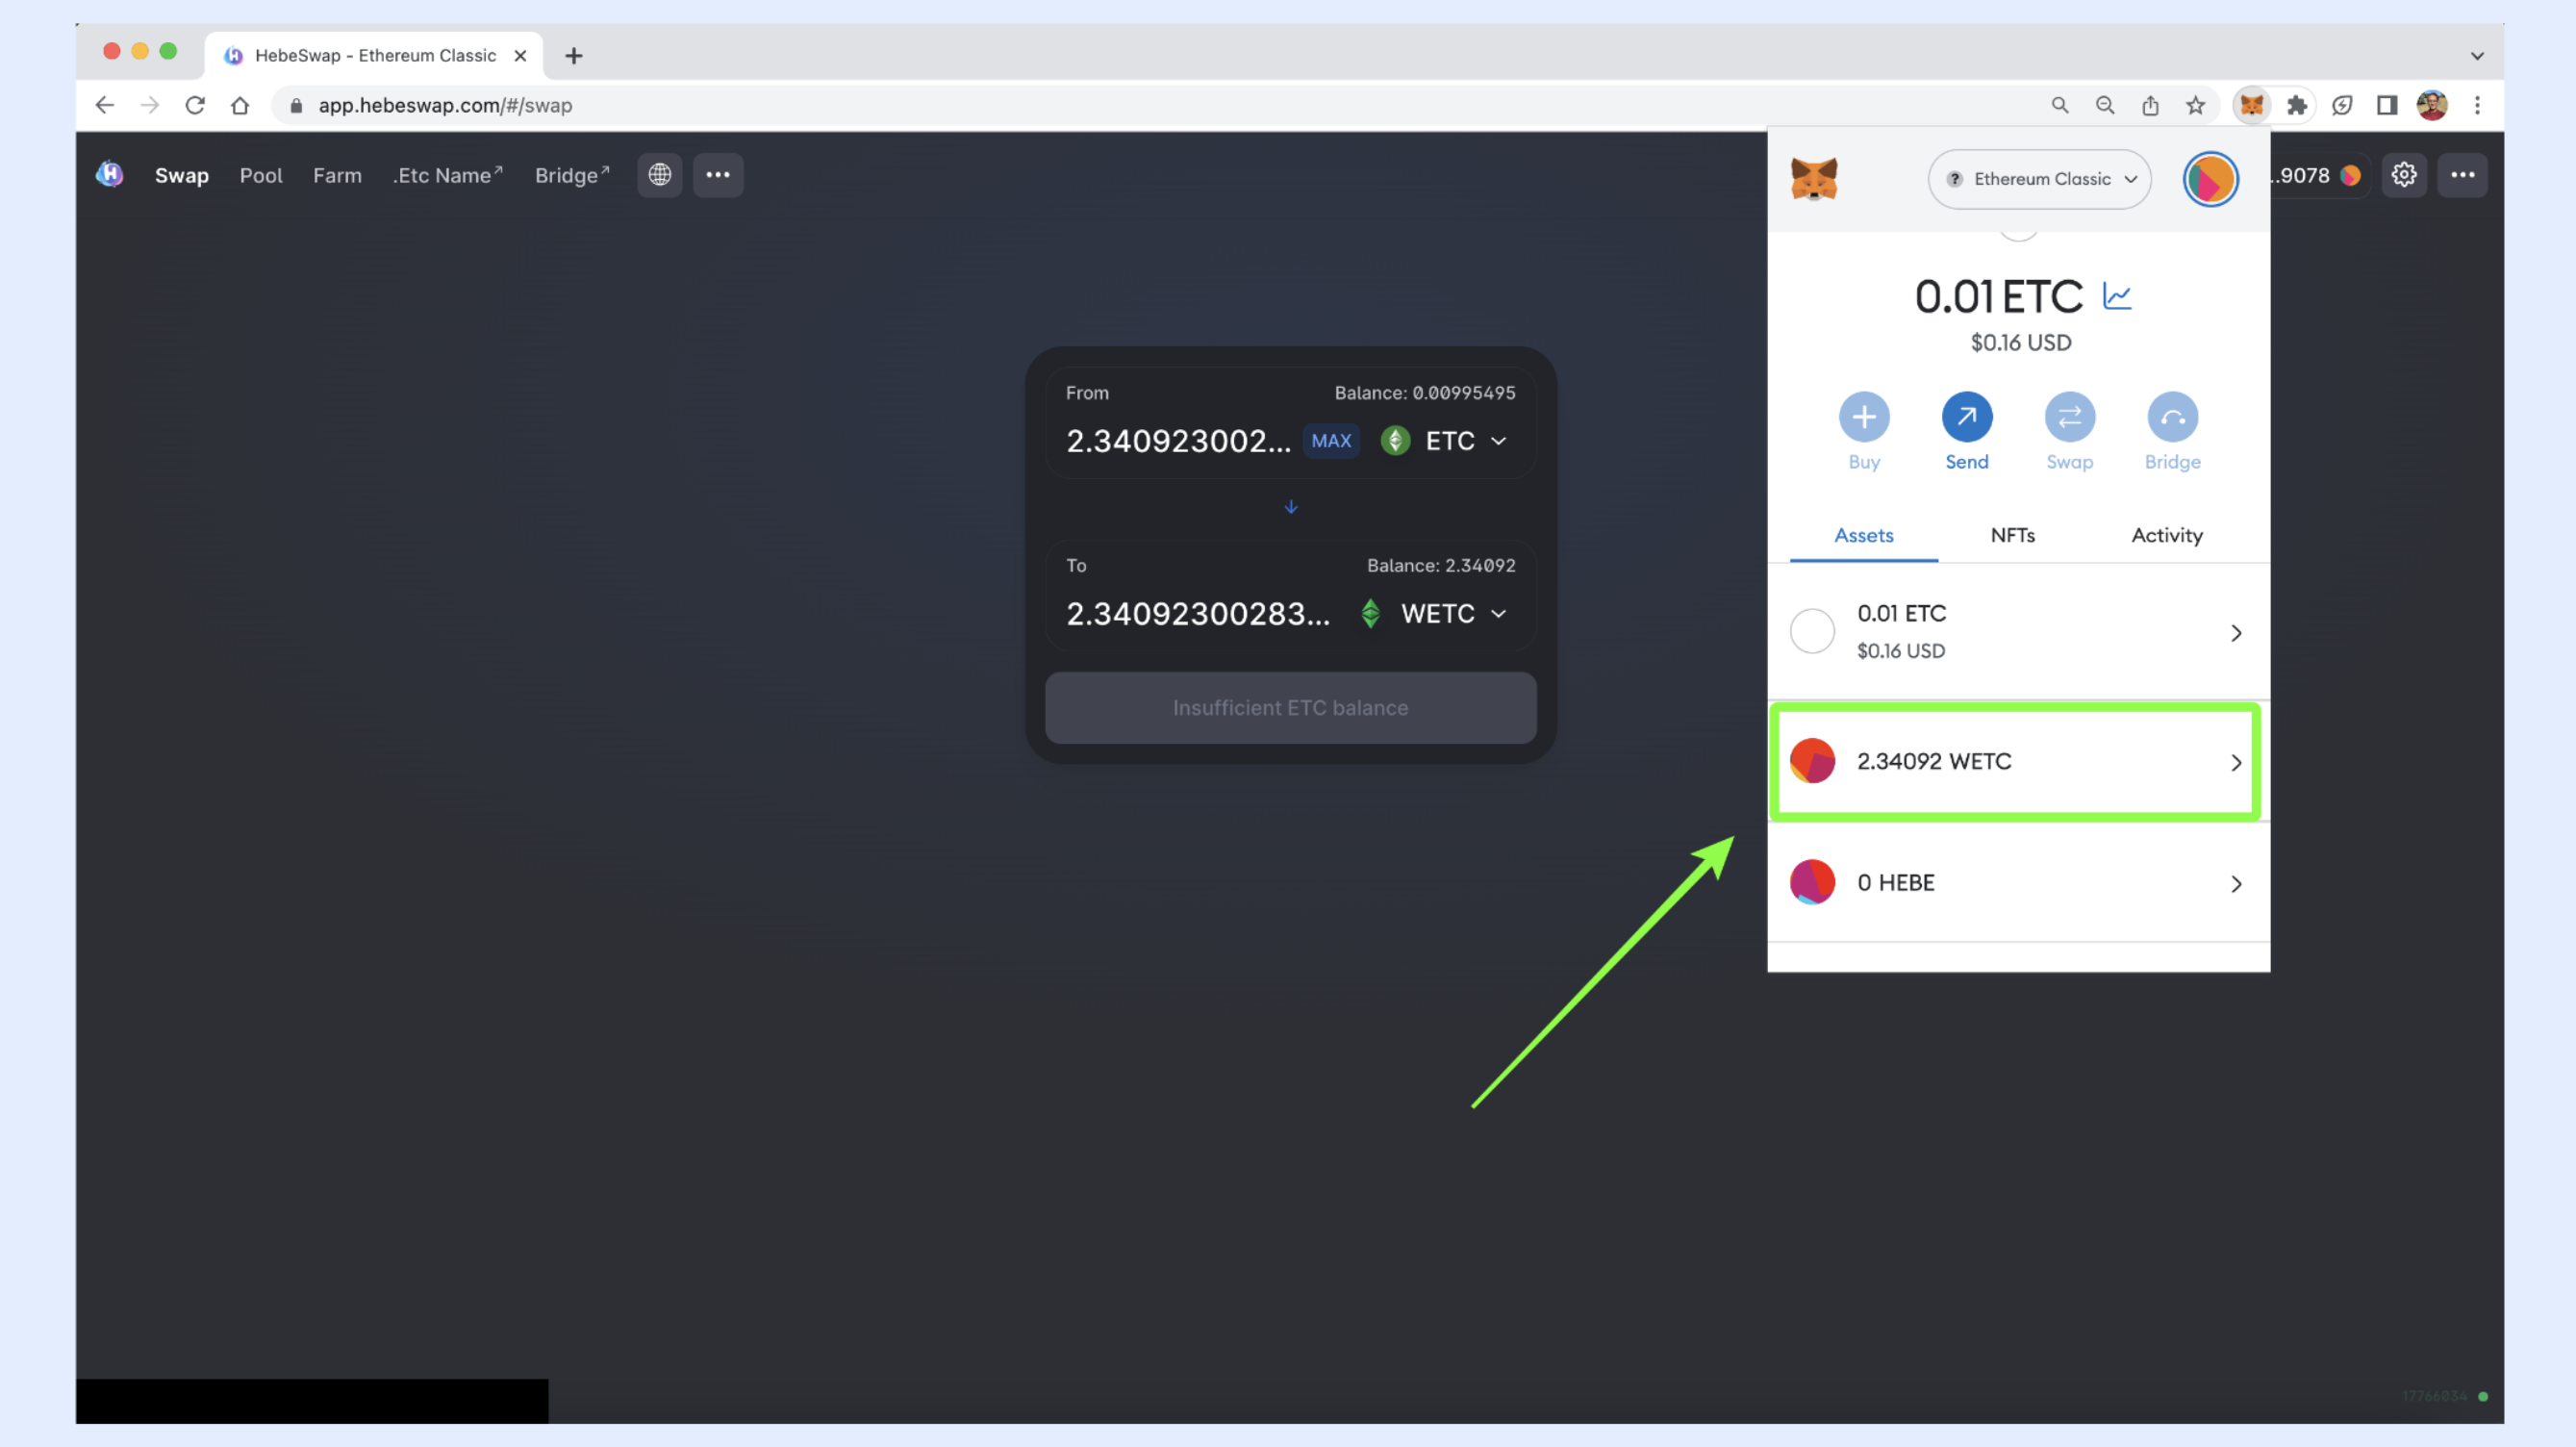 HebeSwap - Ethereum Classic
app.hebeswap.com/#/swap
Swap Pool Farm .Etc Name↗ Bridge↗
..9078
From Balance: 0.00995495
2.340923002... MAX ETC
To Balance: 2.34092
2.34092300283... WETC
Insufficient ETC balance
Ethereum Classic
0.01 ETC
$0.16 USD
Buy Send Swap Bridge
Assets NFTs Activity
0.01 ETC
$0.16 USD
2.34092 WETC
0 HEBE
17766034